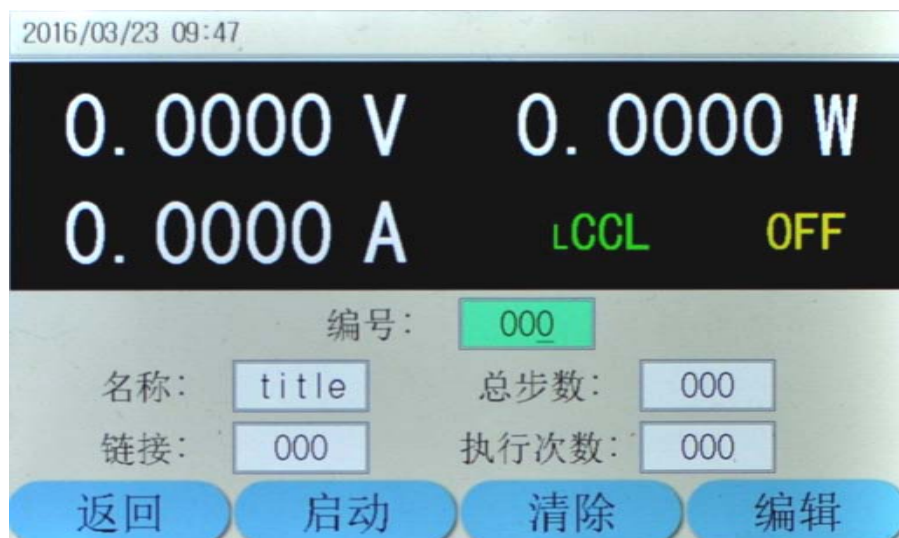 2016/03/23 09:47
0.0000 V 0.0000 W
0.0000 A LCCL OFF
编号: 000
名称: title 总步数: 000
链接: 000 执行次数: 000
返回 启动 清除 编辑